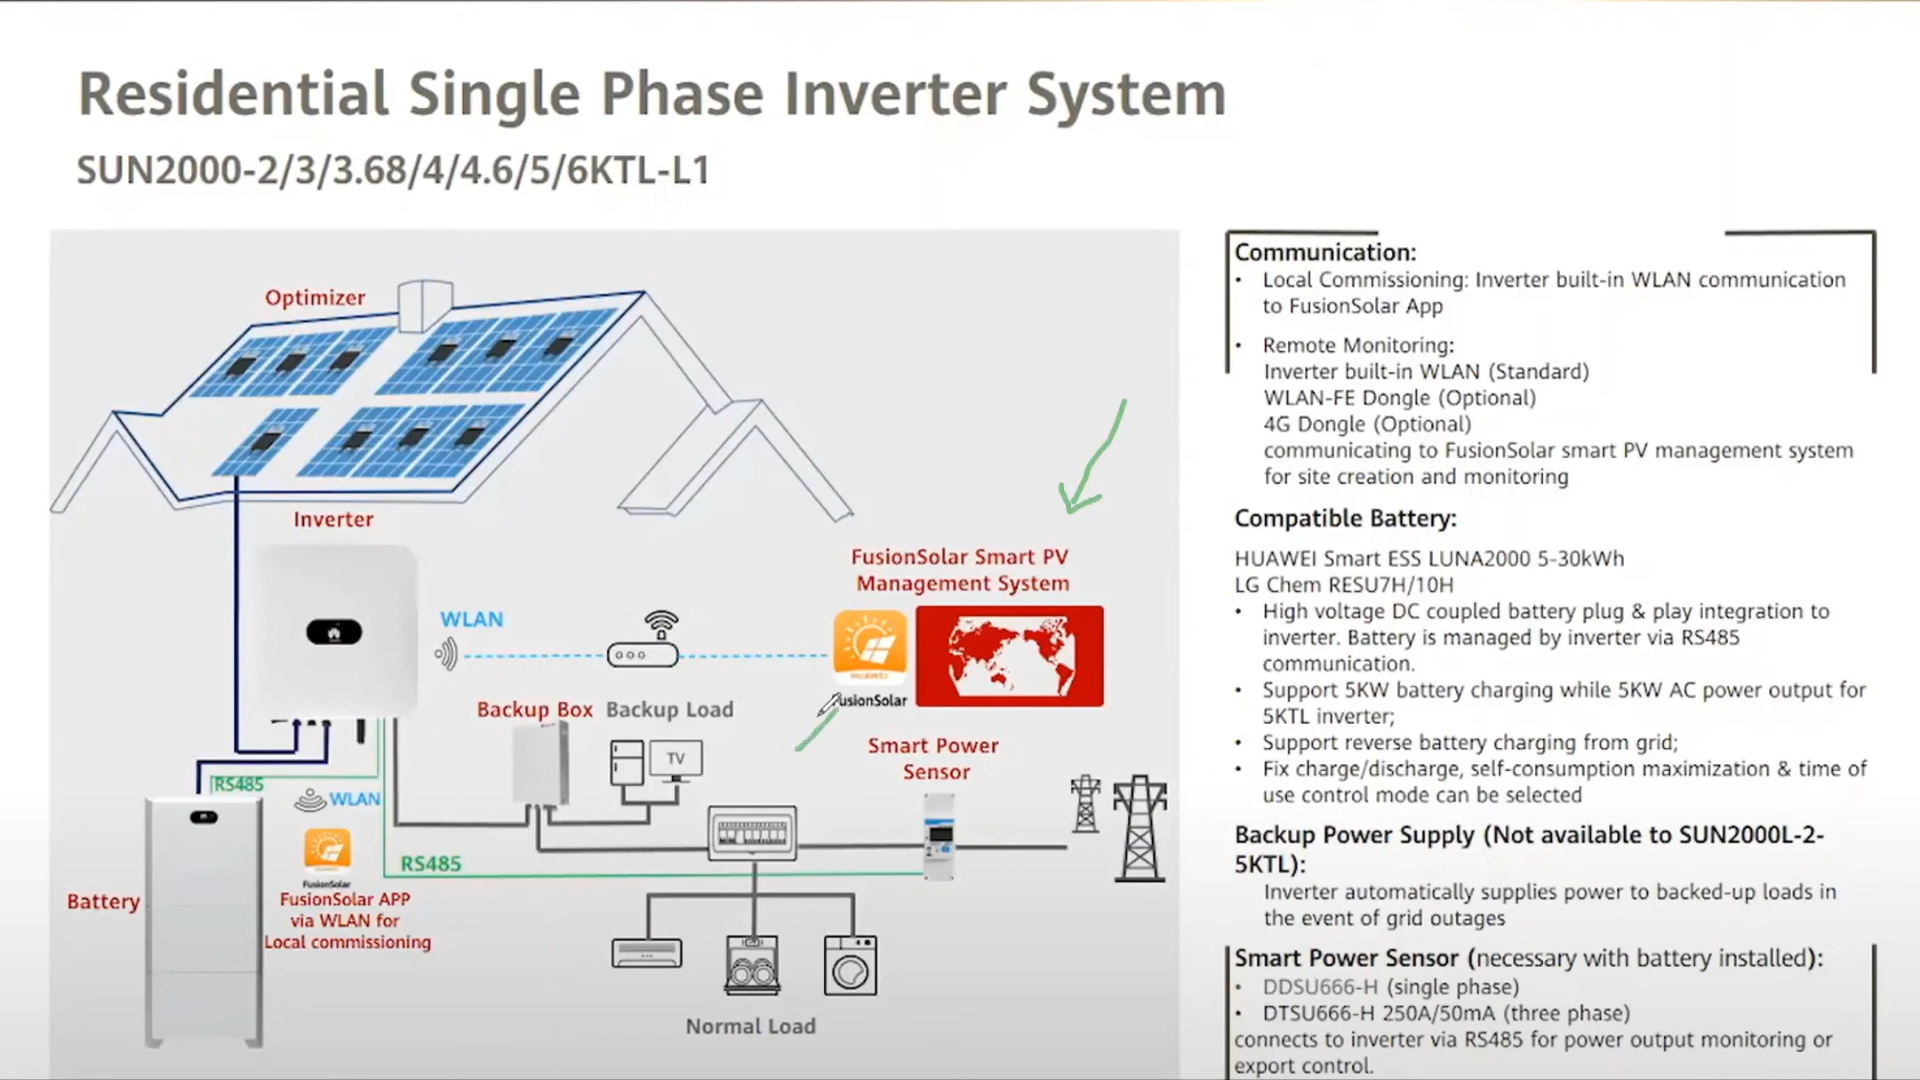 Residential Single Phase Inverter System
SUN2000-2/3/3.68/4/4.6/5/6KTL-L1
Optimizer
Inverter
WLAN
FusionSolar Smart PV
Management System
HUAWEI
FusionSolar
Backup Box
Backup Load
TV
Smart Power
Sensor
RS485
WLAN
FusionSolar
RS485
Battery
FusionSolar APP
via WLAN for
Local commissioning
Normal Load
Communication:
• Local Commissioning: Inverter built-in WLAN communication
to FusionSolar App
• Remote Monitoring:
Inverter built-in WLAN (Standard)
WLAN-FE Dongle (Optional)
4G Dongle (Optional)
communicating to FusionSolar smart PV management system
for site creation and monitoring
Compatible Battery:
HUAWEI Smart ESS LUNA2000 5-30kWh
LG Chem RESU7H/10H
• High voltage DC coupled battery plug & play integration to
inverter. Battery is managed by inverter via RS485
communication.
• Support 5KW battery charging while 5KW AC power output for
5KTL inverter;
• Support reverse battery charging from grid;
• Fix charge/discharge, self-consumption maximization & time of
use control mode can be selected
Backup Power Supply (Not available to SUN2000L-2-
5KTL):
Inverter automatically supplies power to backed-up loads in
the event of grid outages
Smart Power Sensor (necessary with battery installed):
• DDSU666-H (single phase)
• DTSU666-H 250A/50mA (three phase)
connects to inverter via RS485 for power output monitoring or
export control.